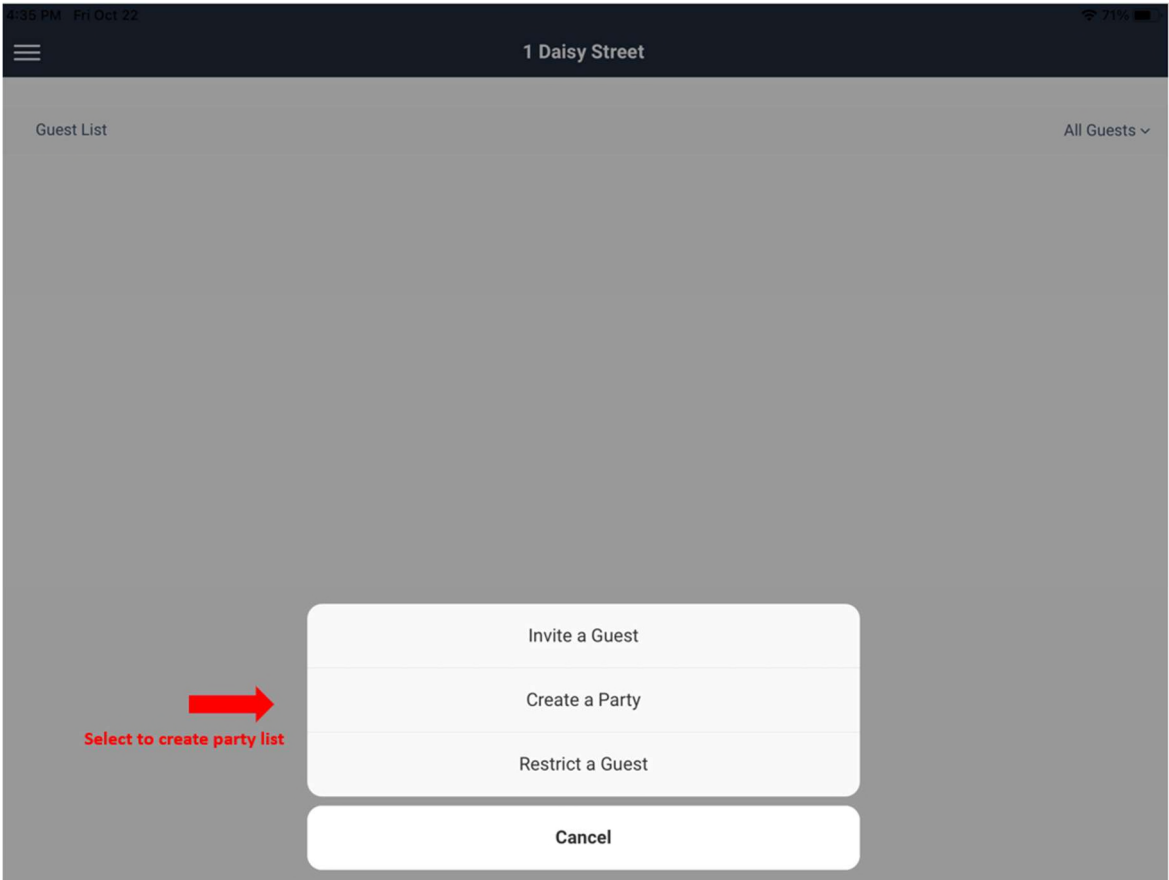 4:35 PM Fri Oct 22
71%
1 Daisy Street
Guest List
All Guests
Invite a Guest
Create a Party
Select to create party list
Restrict a Guest
Cancel